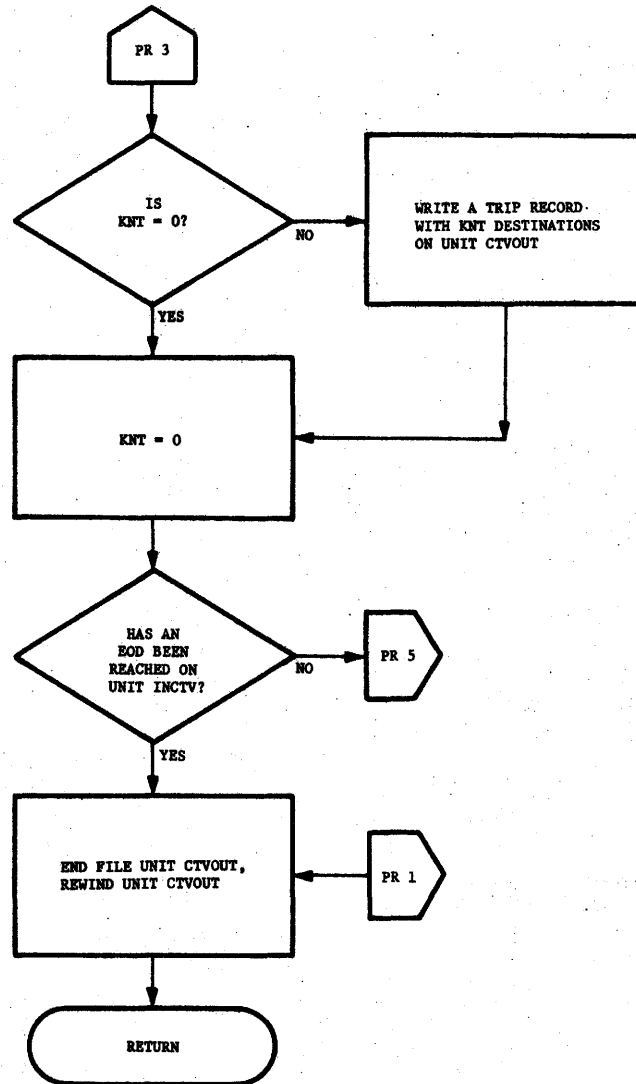 PR 3
IS
KNT = 0?
NO
YES
WRITE A TRIP RECORD
WITH KNT DESTINATIONS
ON UNIT CTVOUT
KNT = 0
HAS AN
EOD BEEN
REACHED ON
UNIT INCTV?
NO
YES
PR 5
END FILE UNIT CTVOUT,
REWIND UNIT CTVOUT
PR 1
RETURN